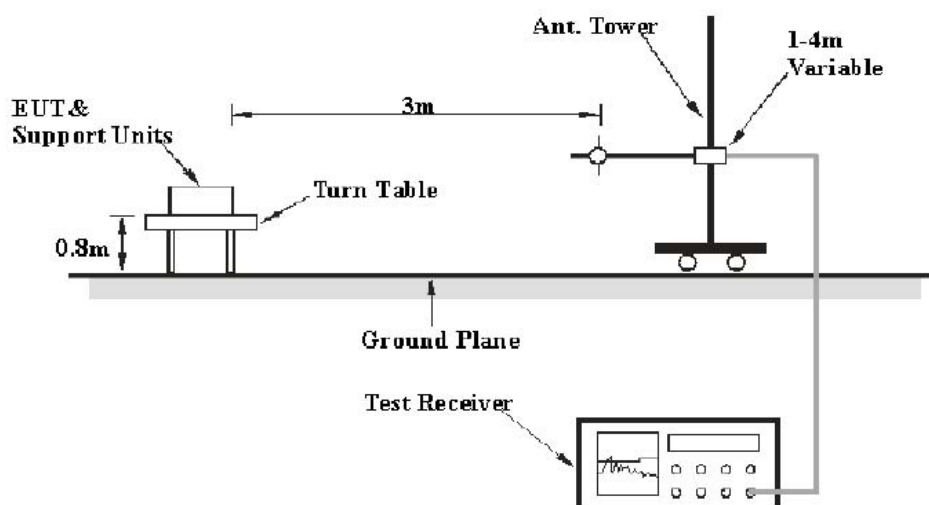 Ant. Tower
1-4m
Variable
EUT &
Support Units
3m
Turn Table
0.8m
Ground Plane
Test Receiver